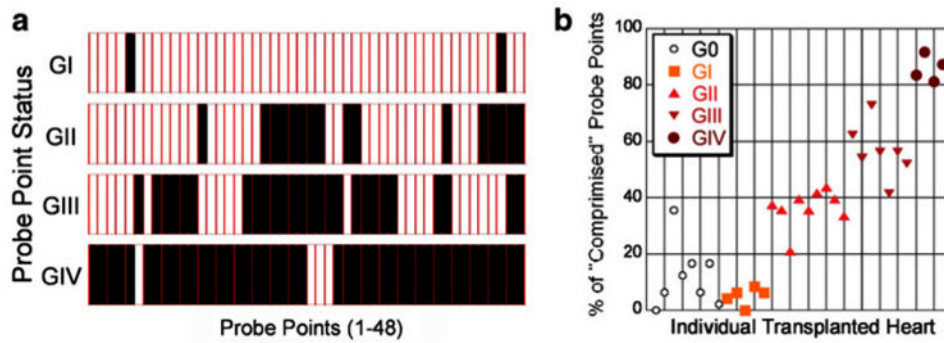 a
Probe Point Status
GI
GII
GIII
GIV
Probe Points (1-48)
b
% of "Comprimised" Probe Points
100
80
60
40
20
0
G0
GI
GII
GIII
GIV
Individual Transplanted Heart